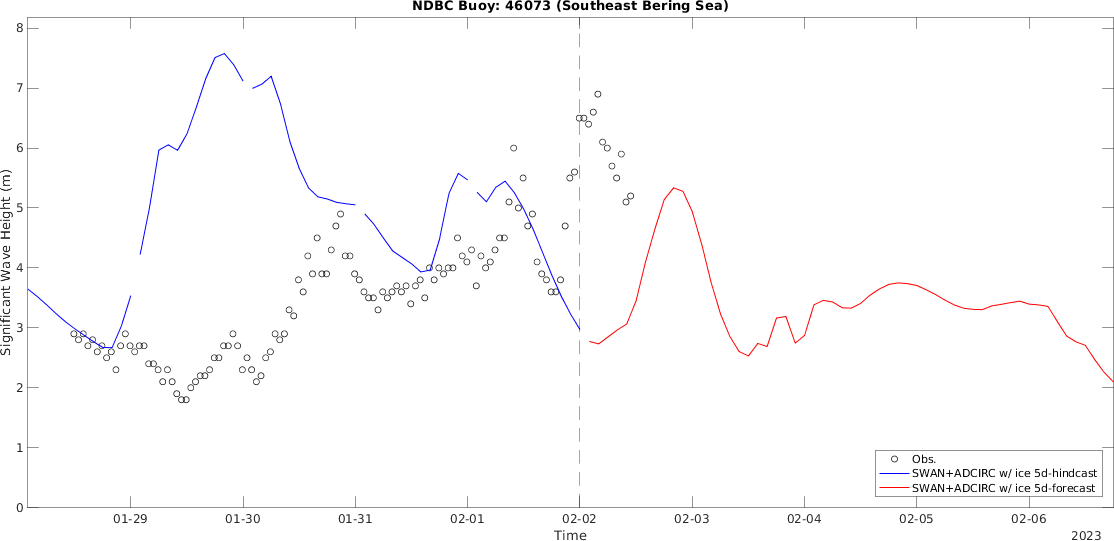 NDBC Buoy: 46073 (Southeast Bering Sea)
8
7
6
5
4
3
2
1
0
Significant Wave Height (m)
Obs.
SWAN+ADCIRC w/ ice 5d-hindcast
SWAN+ADCIRC w/ ice 5d-forecast
01-29 01-30 01-31 02-01 02-02 02-03 02-04 02-05 02-06
Time
2023